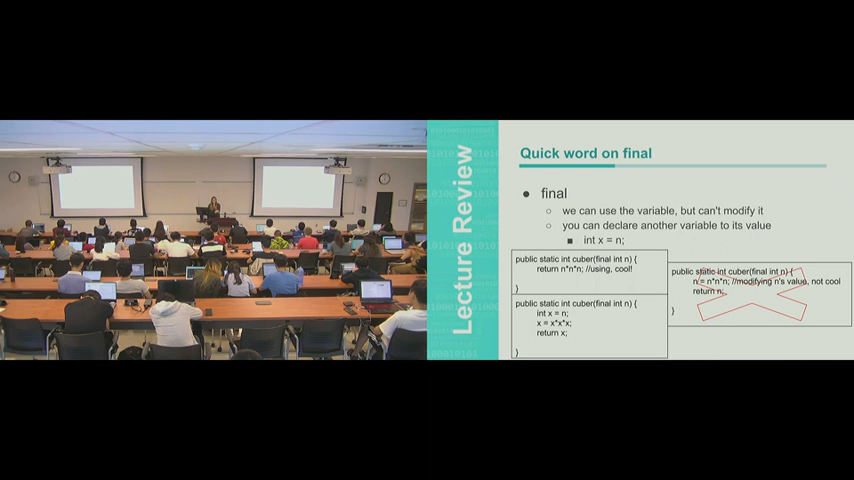 Lecture Review
Quick word on final
● final
○ we can use the variable, but can't modify it
○ you can declare another variable to its value
■ int x = n;
public static int cuber(final int n) {
return n*n*n; //using, cool!
}
public static int cuber(final int n) {
int x = n;
x = x*x*x;
return x;
}
public static int cuber(final int n) {
n = n*n*n; //modifying n's value, not cool
return n;
}